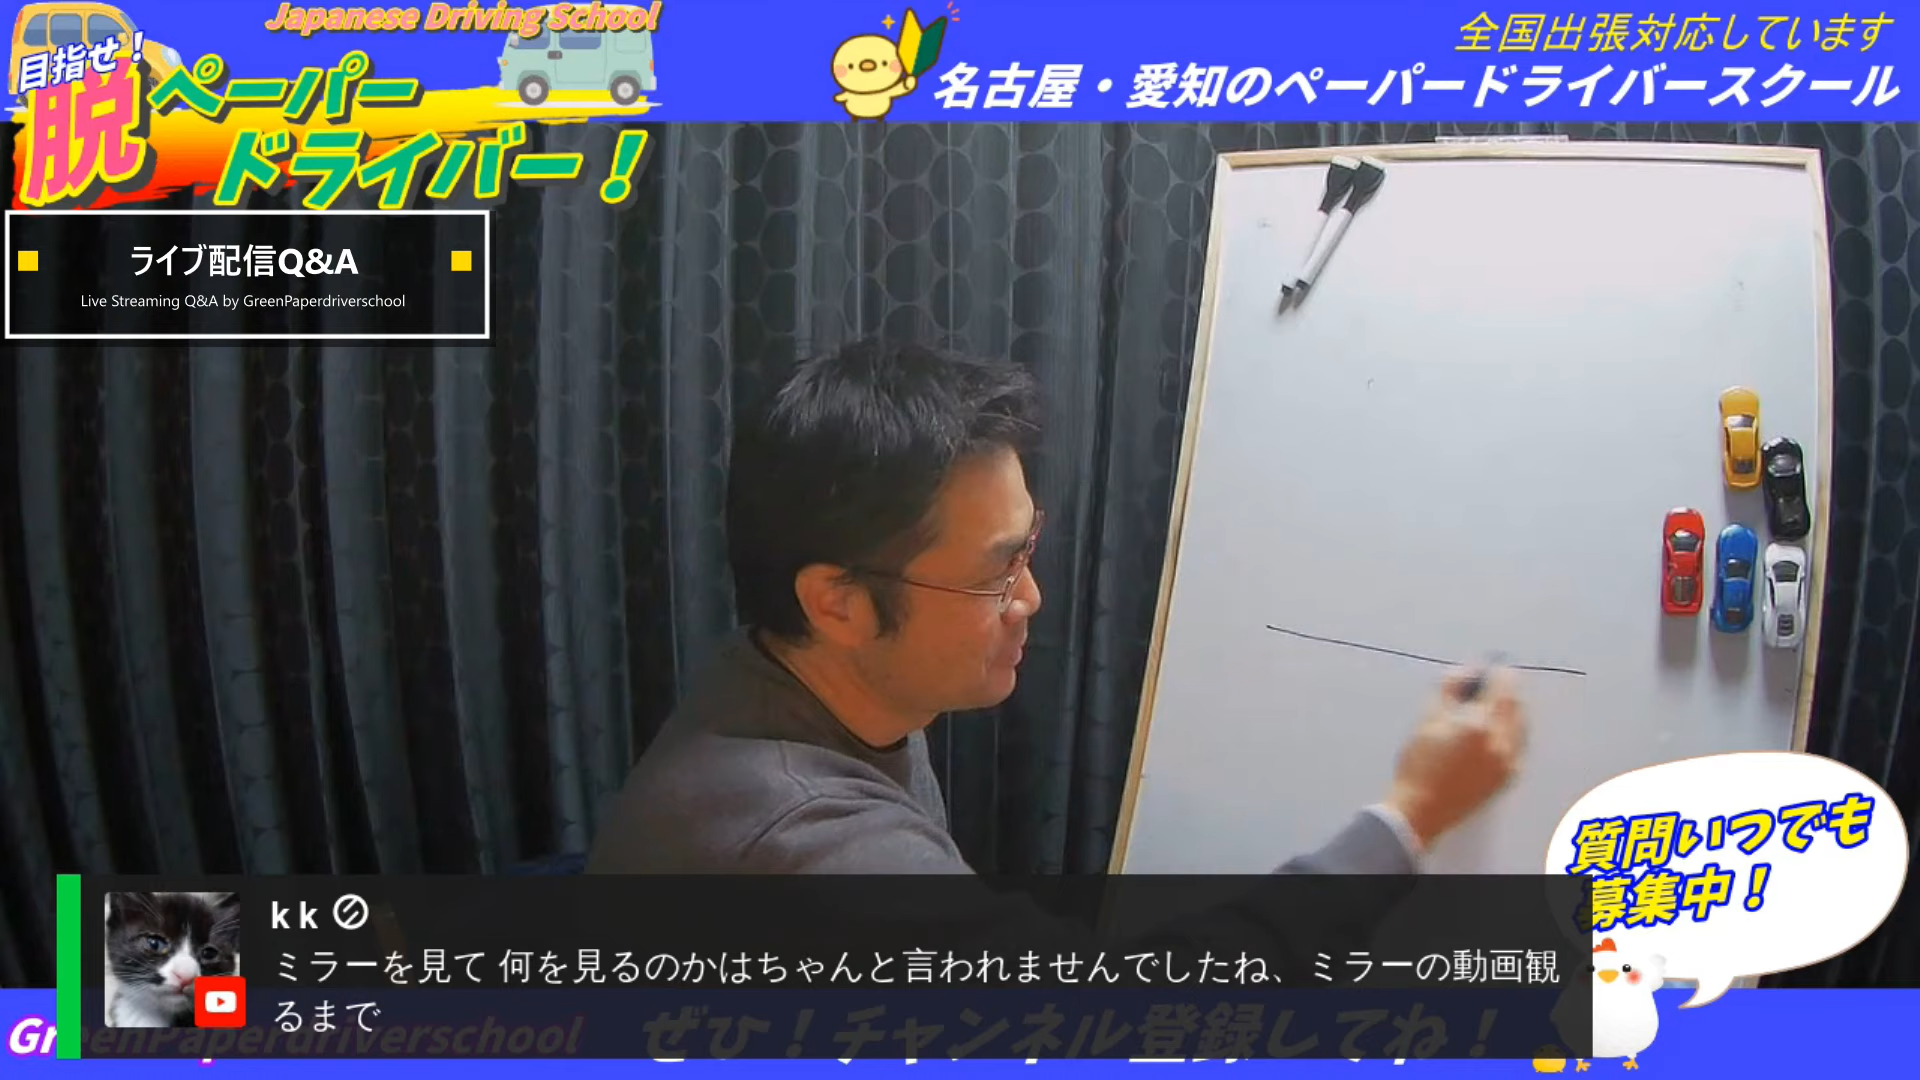 Japanese Driving School
目指せ！
脱ペーパー
ドライバー！
全国出張対応しています
名古屋・愛知のペーパードライバースクール
ライブ配信Q&A
Live Streaming Q&A by GreenPaperdriverschool
質問いつでも
募集中！
k k
ミラーを見て 何を見るのかはちゃんと言われませんでしたね、ミラーの動画観
るまで
GreenPaperdriverschool
ぜひ！チャンネル登録してね！